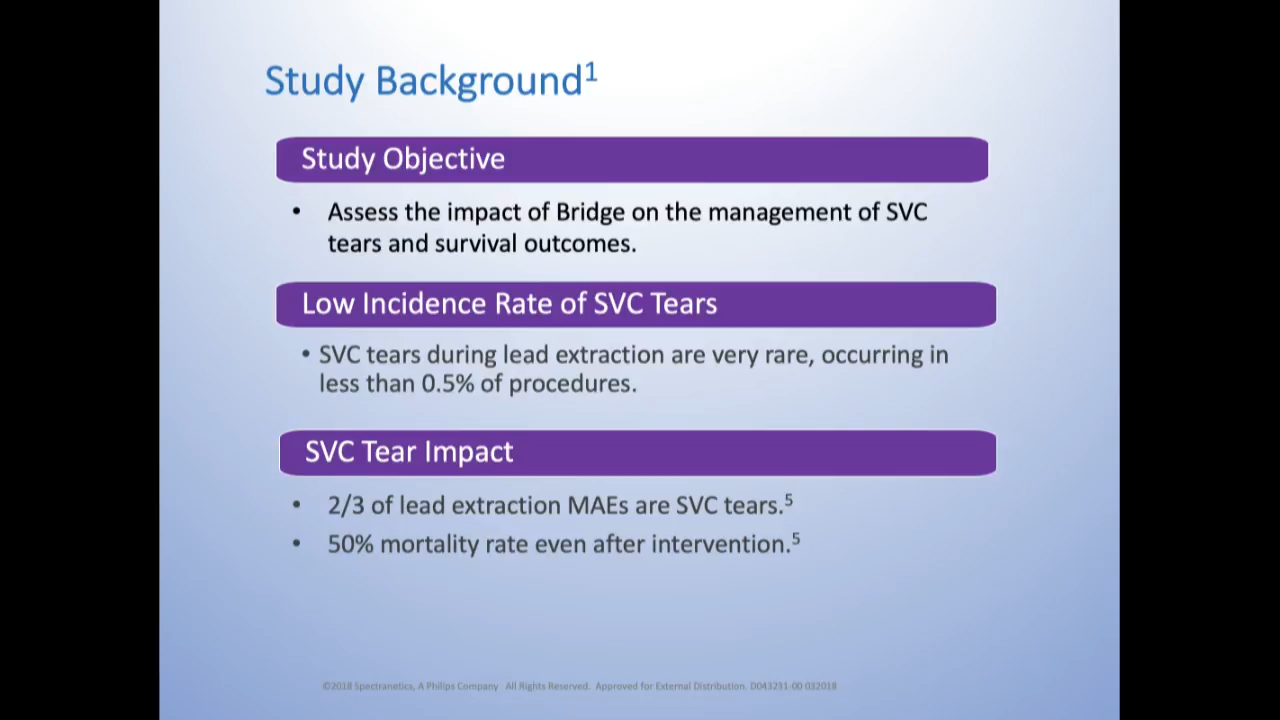 Study Background¹
Study Objective
• Assess the impact of Bridge on the management of SVC
tears and survival outcomes.
Low Incidence Rate of SVC Tears
• SVC tears during lead extraction are very rare, occurring in
less than 0.5% of procedures.
SVC Tear Impact
• 2/3 of lead extraction MAEs are SVC tears.⁵
• 50% mortality rate even after intervention.⁵
©2018 Spectranetics, A Philips Company All Rights Reserved. Approved for External Distribution. D043231-00 032018